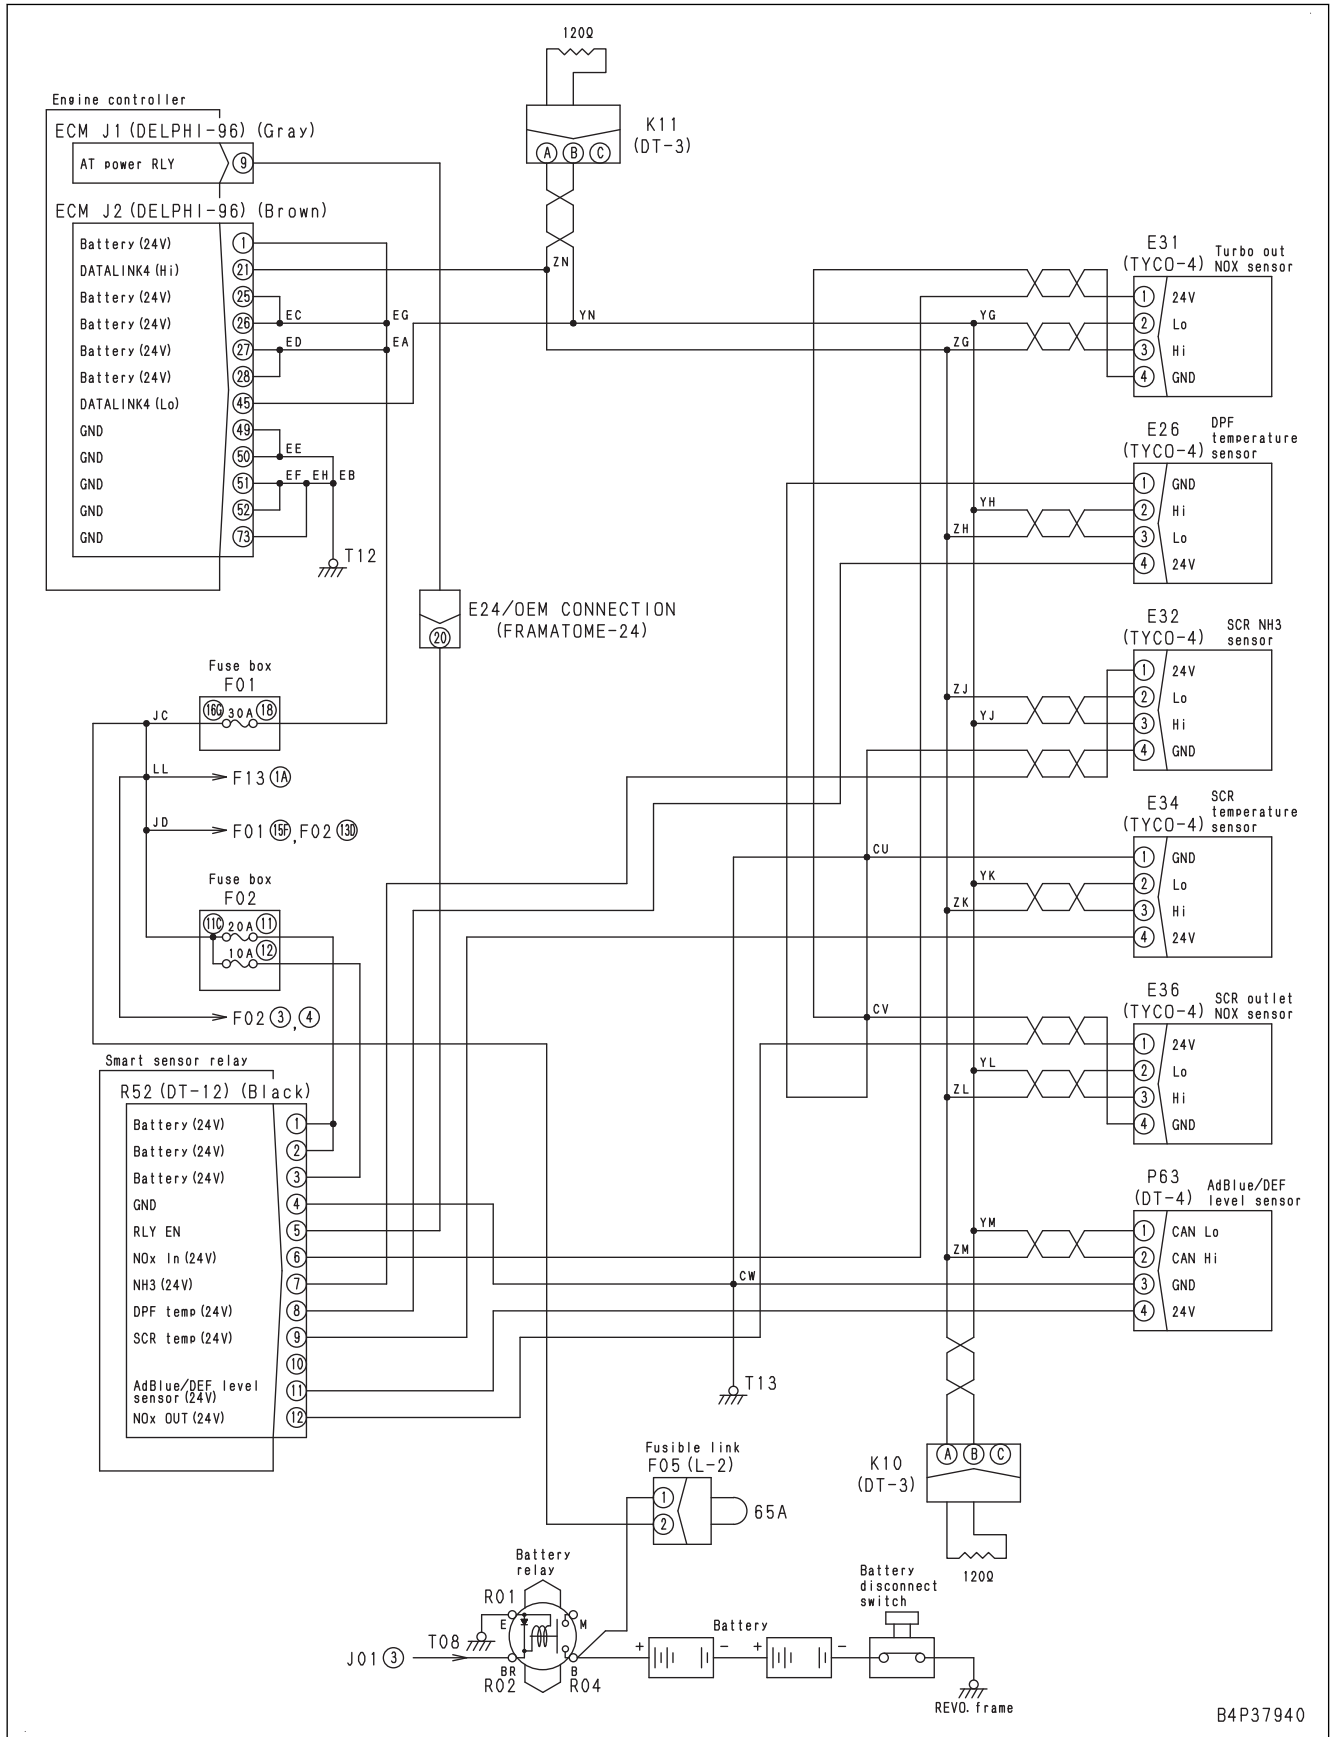 120Ω
Engine controller
ECM J1 (DELPHI-96) (Gray)
AT power RLY 9
K11
(DT-3)
A B C
ECM J2 (DELPHI-96) (Brown)
Battery (24V) 1
DATALINK4 (Hi) 21
ZN
Battery (24V) 25
Battery (24V) 26 EC EG
YN
Battery (24V) 27 ED EA
Battery (24V) 28
DATALINK4 (Lo) 45
GND 49
GND 50 EE
GND 51 EF EH EB
GND 52
GND 73
T12
E31
(TYCO-4)
Turbo out
NOX sensor
1 24V
YG 2 Lo
ZG 3 Hi
4 GND
E26
(TYCO-4)
DPF
temperature
sensor
1 GND
YH 2 Hi
ZH 3 Lo
4 24V
20
E24/OEM CONNECTION
(FRAMATOME-24)
E32
(TYCO-4)
SCR NH3
sensor
1 24V
ZJ 2 Lo
YJ 3 Hi
4 GND
Fuse box
F01
JC 16G 30A 18
LL F13 1A
JD F01 15F, F02 13D
Fuse box
F02
11C 20A 11
10A 12
F02 3, 4
E34
(TYCO-4)
SCR
temperature
sensor
CU 1 GND
YK 2 Lo
ZK 3 Hi
4 24V
E36
(TYCO-4)
SCR outlet
NOX sensor
CV
1 24V
YL 2 Lo
ZL 3 Hi
4 GND
Smart sensor relay
R52 (DT-12) (Black)
Battery (24V) 1
Battery (24V) 2
Battery (24V) 3
GND 4
RLY EN 5
NOx In (24V) 6
NH3 (24V) 7
DPF temp (24V) 8
SCR temp (24V) 9
10
AdBlue/DEF level
sensor (24V) 11
NOx OUT (24V) 12
P63
(DT-4)
AdBlue/DEF
level sensor
YM 1 CAN Lo
ZM 2 CAN Hi
CW 3 GND
4 24V
T13
A B C
K10
(DT-3)
120Ω
Fusible link
F05 (L-2)
1
2
65A
Battery
relay
R01
E M
T08
J01 3
BR B
R02 R04
Battery
+ - + -
Battery
disconnect
switch
REVO. frame
B4P37940